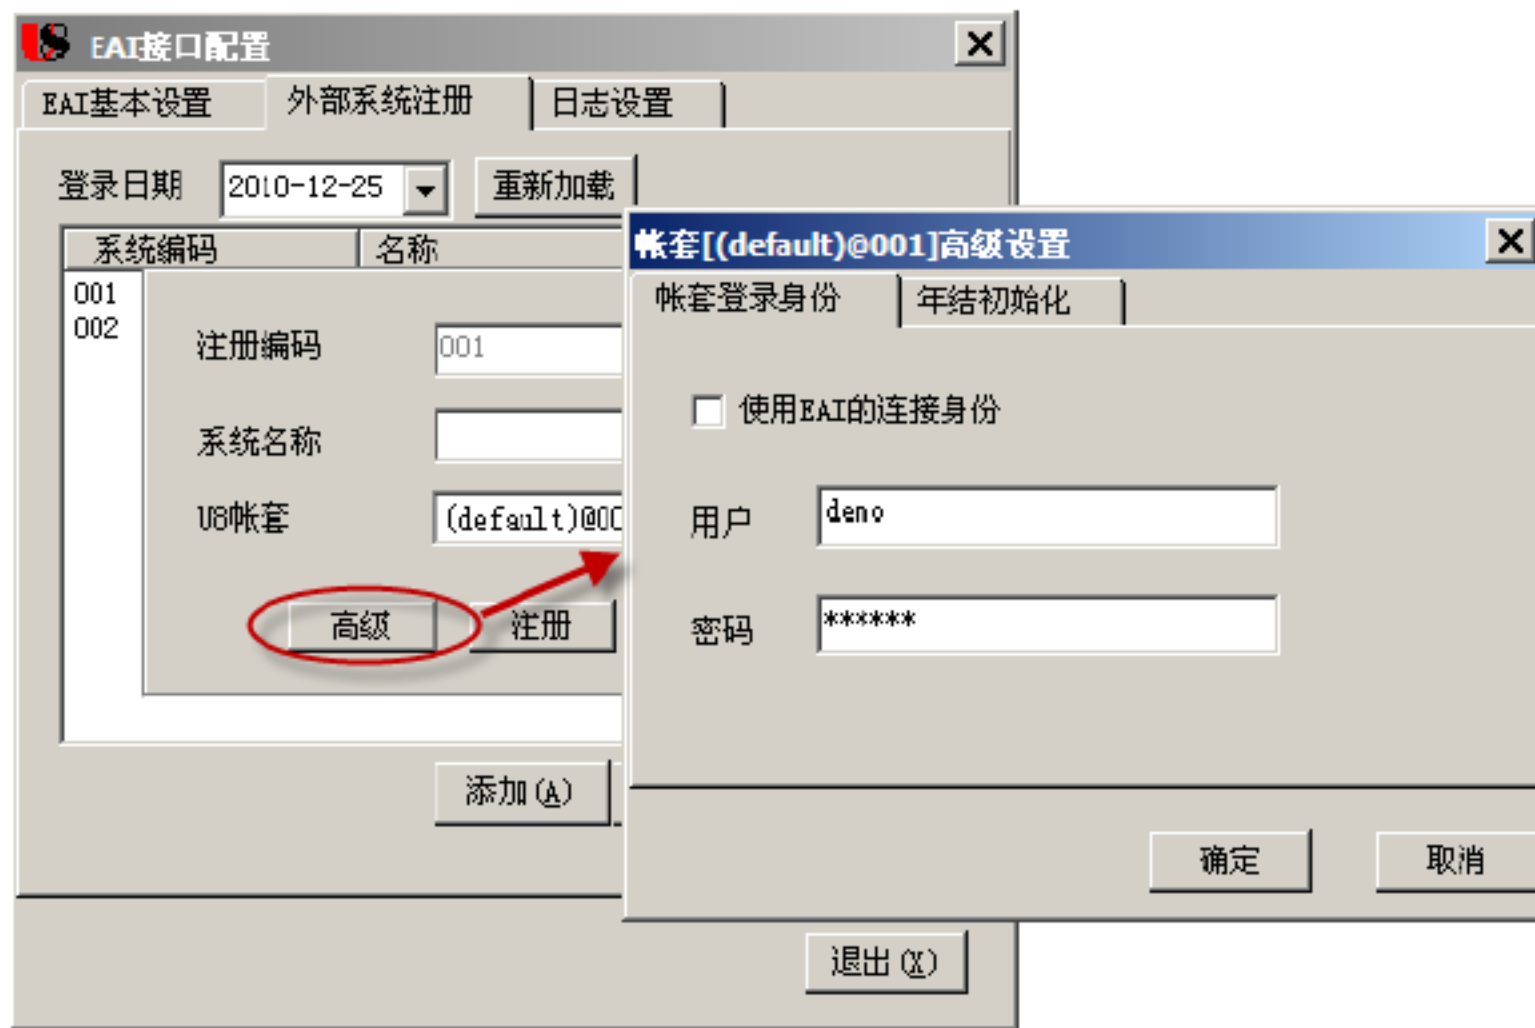 EAI接口配置
EAI基本设置 外部系统注册 日志设置
登录日期 2010-12-25 重新加载
系统编码 名称
001
002
注册编码 001
系统名称
U8帐套 (default)@00
高级 注册
添加(A)
退出(X)
帐套[(default)@001]高级设置
帐套登录身份 年结初始化
使用EAI的连接身份
用户 demo
密码 ******
确定 取消